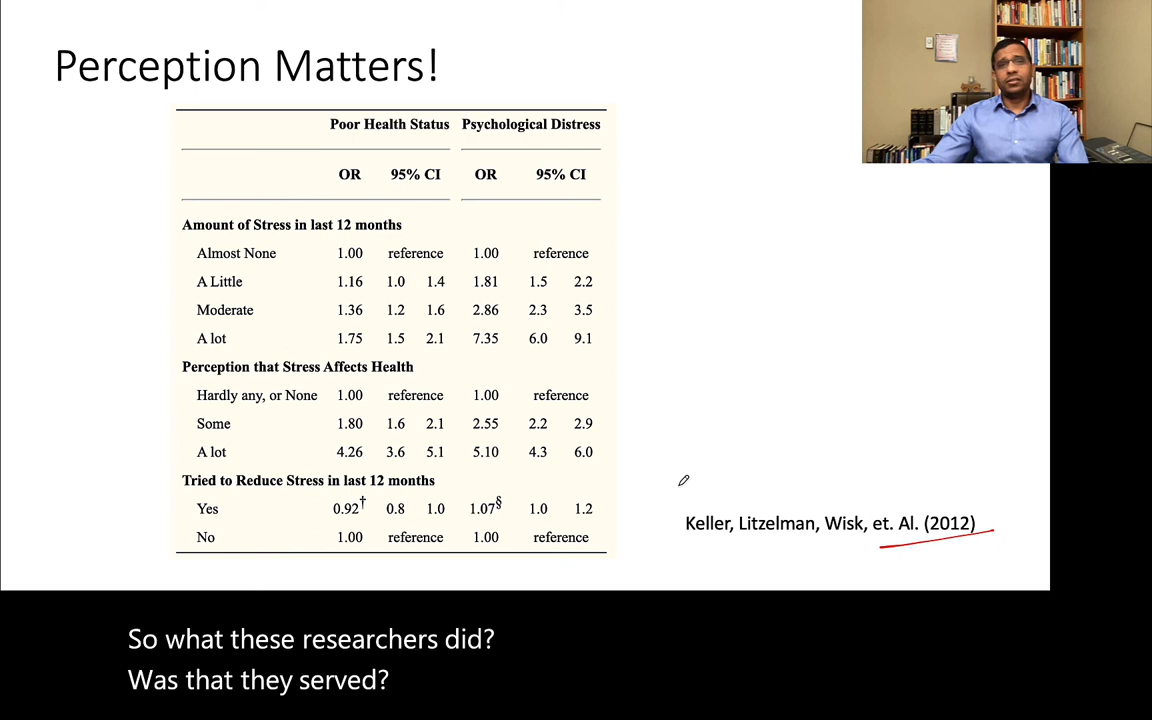 Perception Matters!
Poor Health Status Psychological Distress
OR 95% CI OR 95% CI
Amount of Stress in last 12 months
Almost None 1.00 reference 1.00 reference
A Little 1.16 1.0 1.4 1.81 1.5 2.2
Moderate 1.36 1.2 1.6 2.86 2.3 3.5
A lot 1.75 1.5 2.1 7.35 6.0 9.1
Perception that Stress Affects Health
Hardly any, or None 1.00 reference 1.00 reference
Some 1.80 1.6 2.1 2.55 2.2 2.9
A lot 4.26 3.6 5.1 5.10 4.3 6.0
Tried to Reduce Stress in last 12 months
Yes 0.92† 0.8 1.0 1.07§ 1.0 1.2
No 1.00 reference 1.00 reference
Keller, Litzelman, Wisk, et. Al. (2012)
So what these researchers did?
Was that they served?